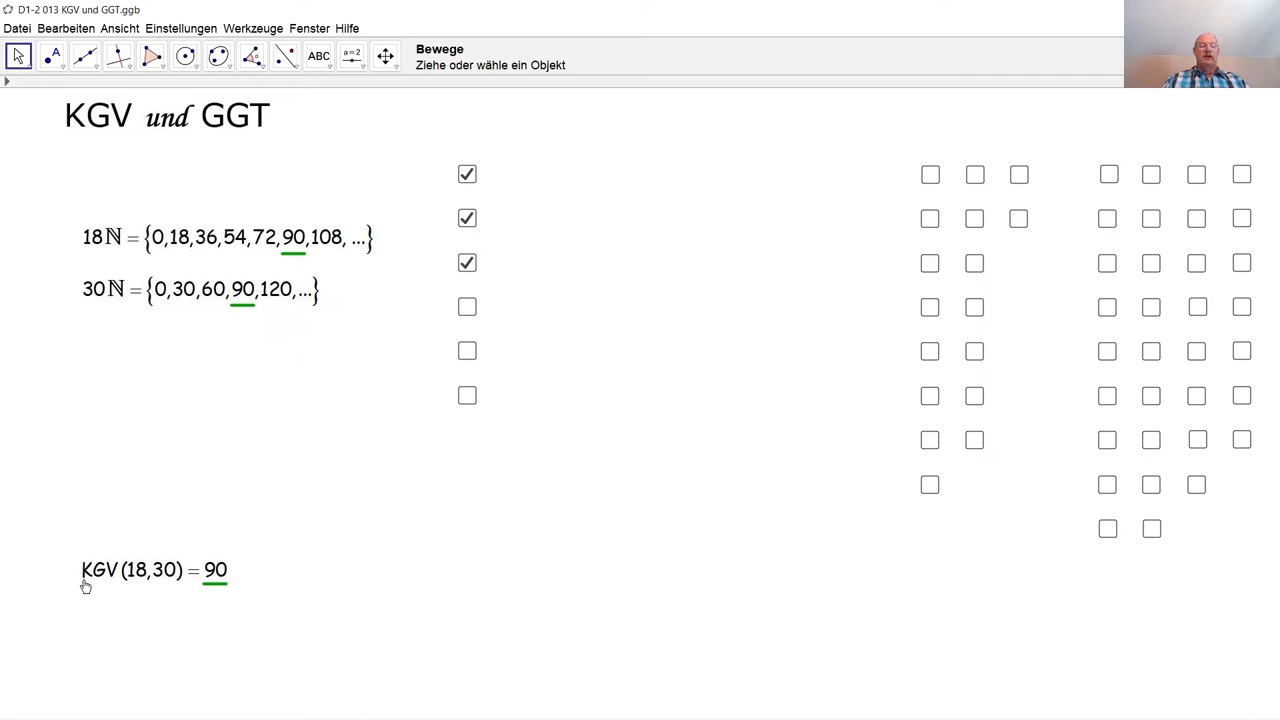 D1-2 013 KGV und GGT.ggb
Datei Bearbeiten Ansicht Einstellungen Werkzeuge Fenster Hilfe
A
ABC
a=2
Bewege
Ziehe oder wähle ein Objekt
KGV und GGT
18ℕ = {0,18,36,54,72,90,108, ...}
30ℕ = {0,30,60,90,120,...}
KGV (18,30) = 90